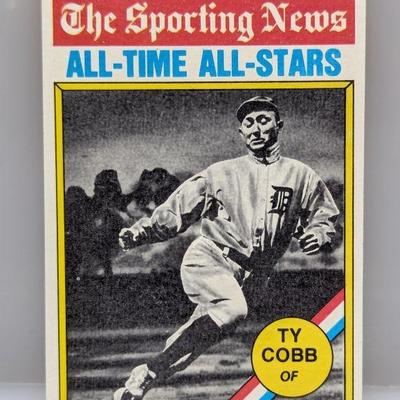 The Sporting News
ALL-TIME ALL-STARS
D
TY
COBB
OF